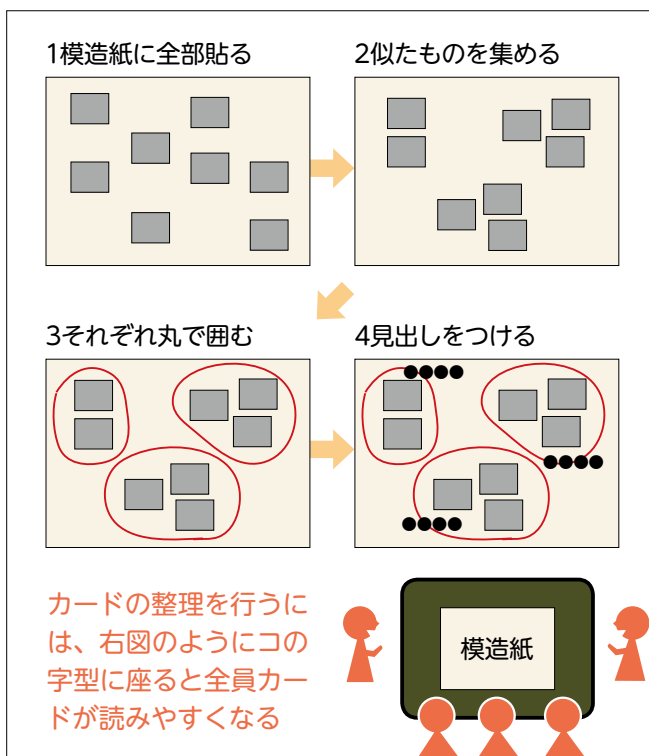 1模造紙に全部貼る
2似たものを集める
3それぞれ丸で囲む
4見出しをつける
●●●●
●●●●
●●●●
カードの整理を行うに
は、右図のようにコの
字型に座ると全員カー
ドが読みやすくなる
模造紙